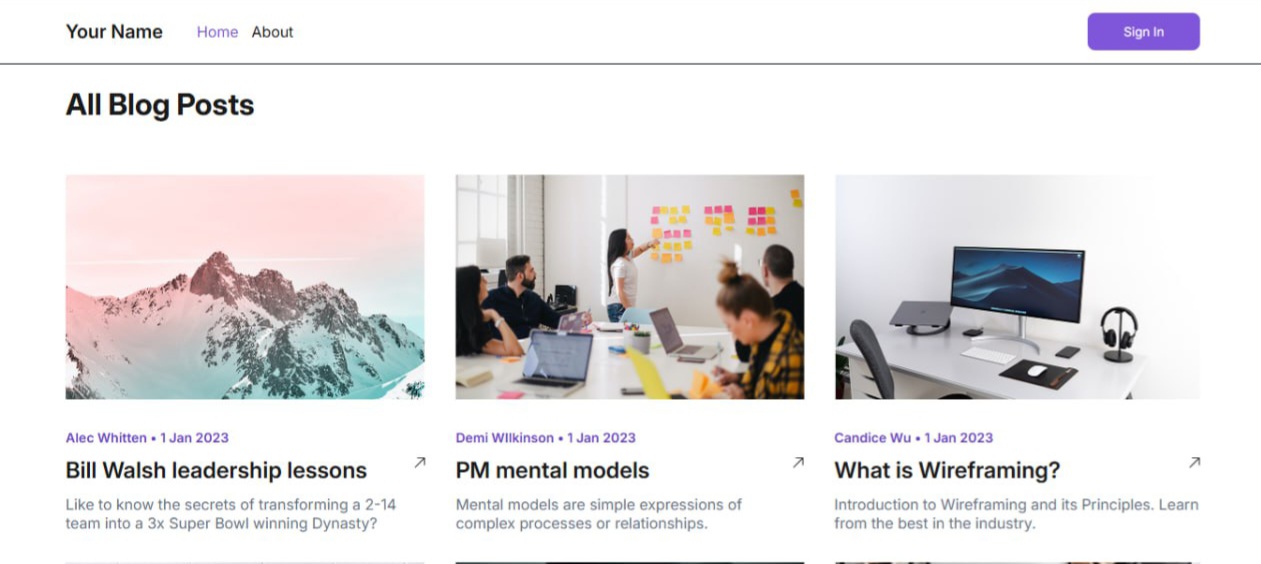 Your Name Home About Sign In
All Blog Posts
Alec Whitten • 1 Jan 2023
Bill Walsh leadership lessons
Like to know the secrets of transforming a 2-14
team into a 3x Super Bowl winning Dynasty?
Demi WIlkinson • 1 Jan 2023
PM mental models
Mental models are simple expressions of
complex processes or relationships.
Candice Wu • 1 Jan 2023
What is Wireframing?
Introduction to Wireframing and its Principles. Learn
from the best in the industry.